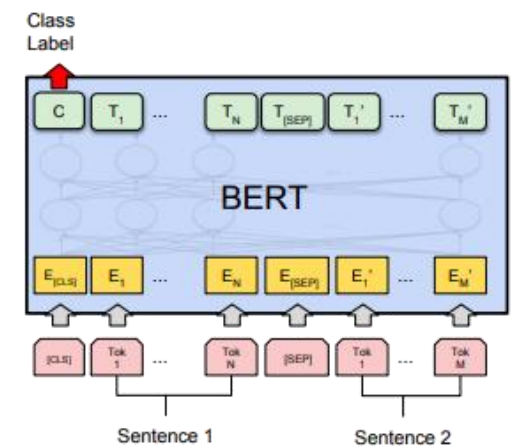 Class
Label
C T1 ... TN T[SEP] T1' ... TM'
BERT
E[CLS] E1 ... EN E[SEP] E1' ... EM'
[CLS] Tok 1 ... Tok N [SEP] Tok 1 ... Tok M
Sentence 1 Sentence 2